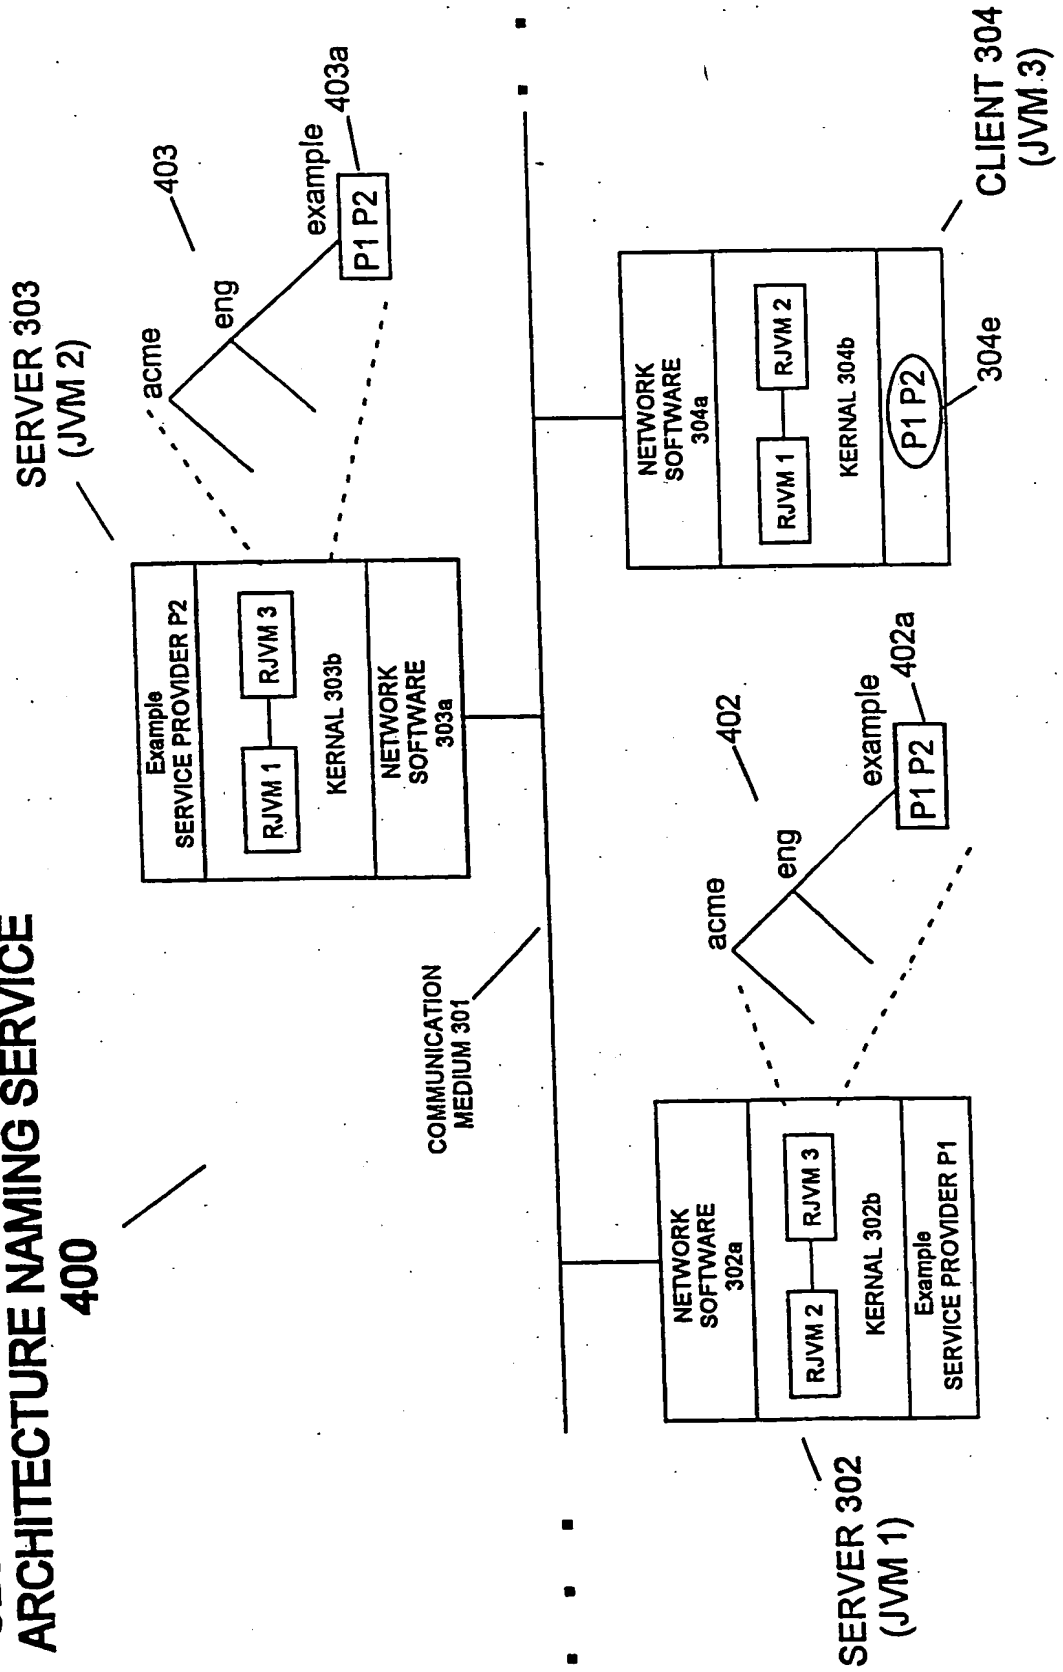 ARCHITECTURE NAMING SERVICE
400
SERVER 303
(JVM 2)
Example
SERVICE PROVIDER P2
RJVM 1
RJVM 3
KERNAL 303b
NETWORK
SOFTWARE
303a
acme
eng
403
example
403a
P1 P2
COMMUNICATION
MEDIUM 301
SERVER 302
(JVM 1)
NETWORK
SOFTWARE
302a
RJVM 2
RJVM 3
KERNAL 302b
Example
SERVICE PROVIDER P1
acme
eng
402
example
402a
P1 P2
NETWORK
SOFTWARE
304a
RJVM 1
RJVM 2
KERNAL 304b
P1 P2
304e
CLIENT 304
(JVM 3)